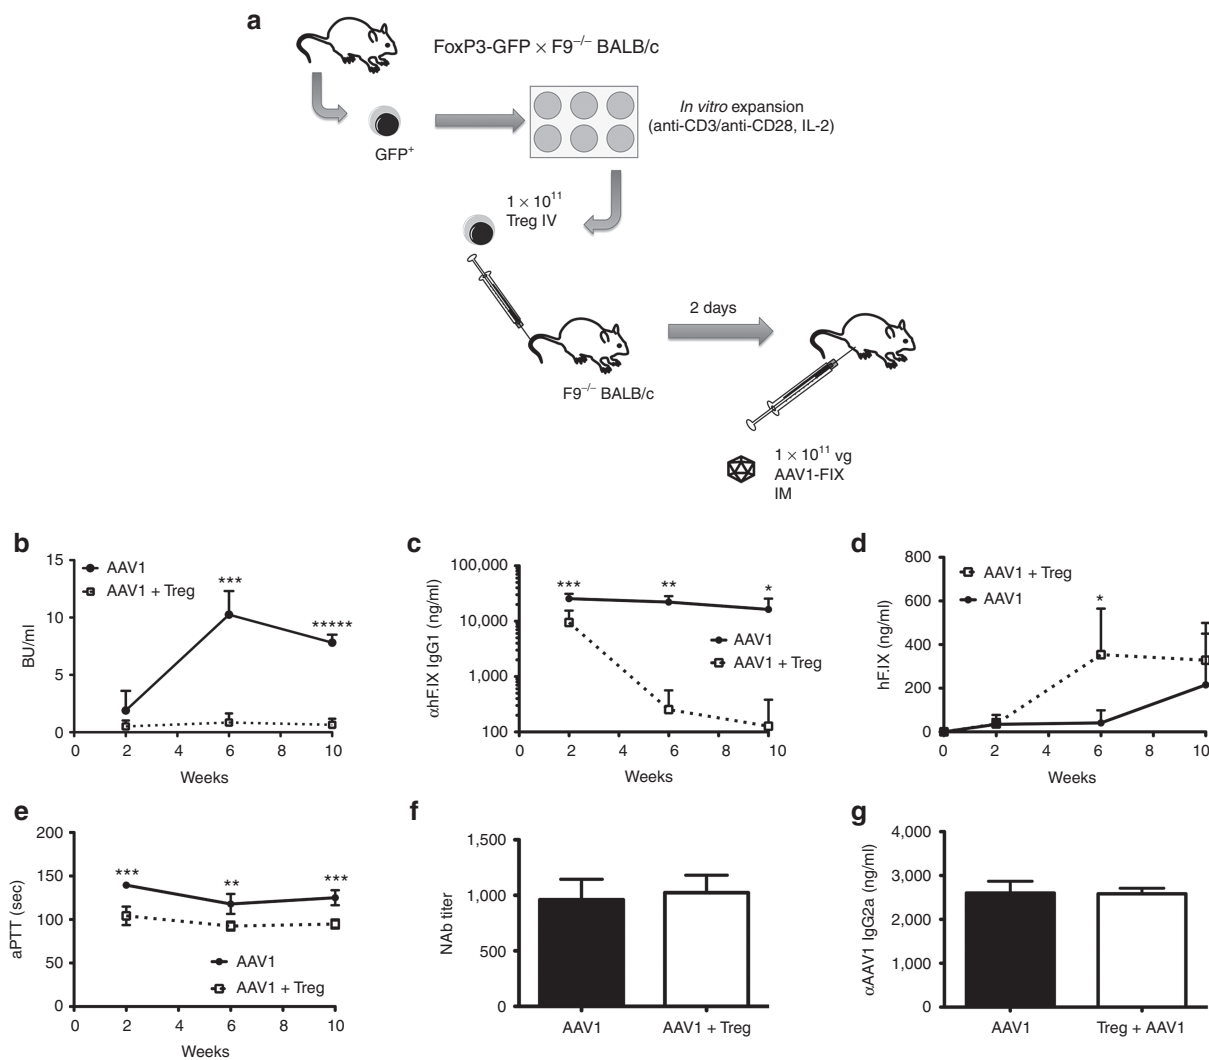 a
FoxP3-GFP × F9⁻/⁻ BALB/c
GFP⁺
In vitro expansion
(anti-CD3/anti-CD28, IL-2)
1 × 10¹¹
Treg IV
2 days
F9⁻/⁻ BALB/c
1 × 10¹¹ vg
AAV1-FIX
IM
b
15
10
5
0
BU/ml
AAV1
AAV1 + Treg
***
*****
0 2 4 6 8 10
Weeks
c
100,000
10,000
1,000
100
αhF.IX IgG1 (ng/ml)
***
**
*
AAV1
AAV1 + Treg
0 2 4 6 8 10
Weeks
d
800
600
400
200
0
hF.IX (ng/ml)
AAV1 + Treg
AAV1
*
0 2 4 6 8 10
Weeks
e
200
150
100
50
0
aPTT (sec)
***
**
***
AAV1
AAV1 + Treg
0 2 4 6 8 10
Weeks
f
1,500
1,000
500
0
NAb titer
AAV1 AAV1 + Treg
g
4,000
3,000
2,000
1,000
0
αAAV1 IgG2a (ng/ml)
AAV1 Treg + AAV1